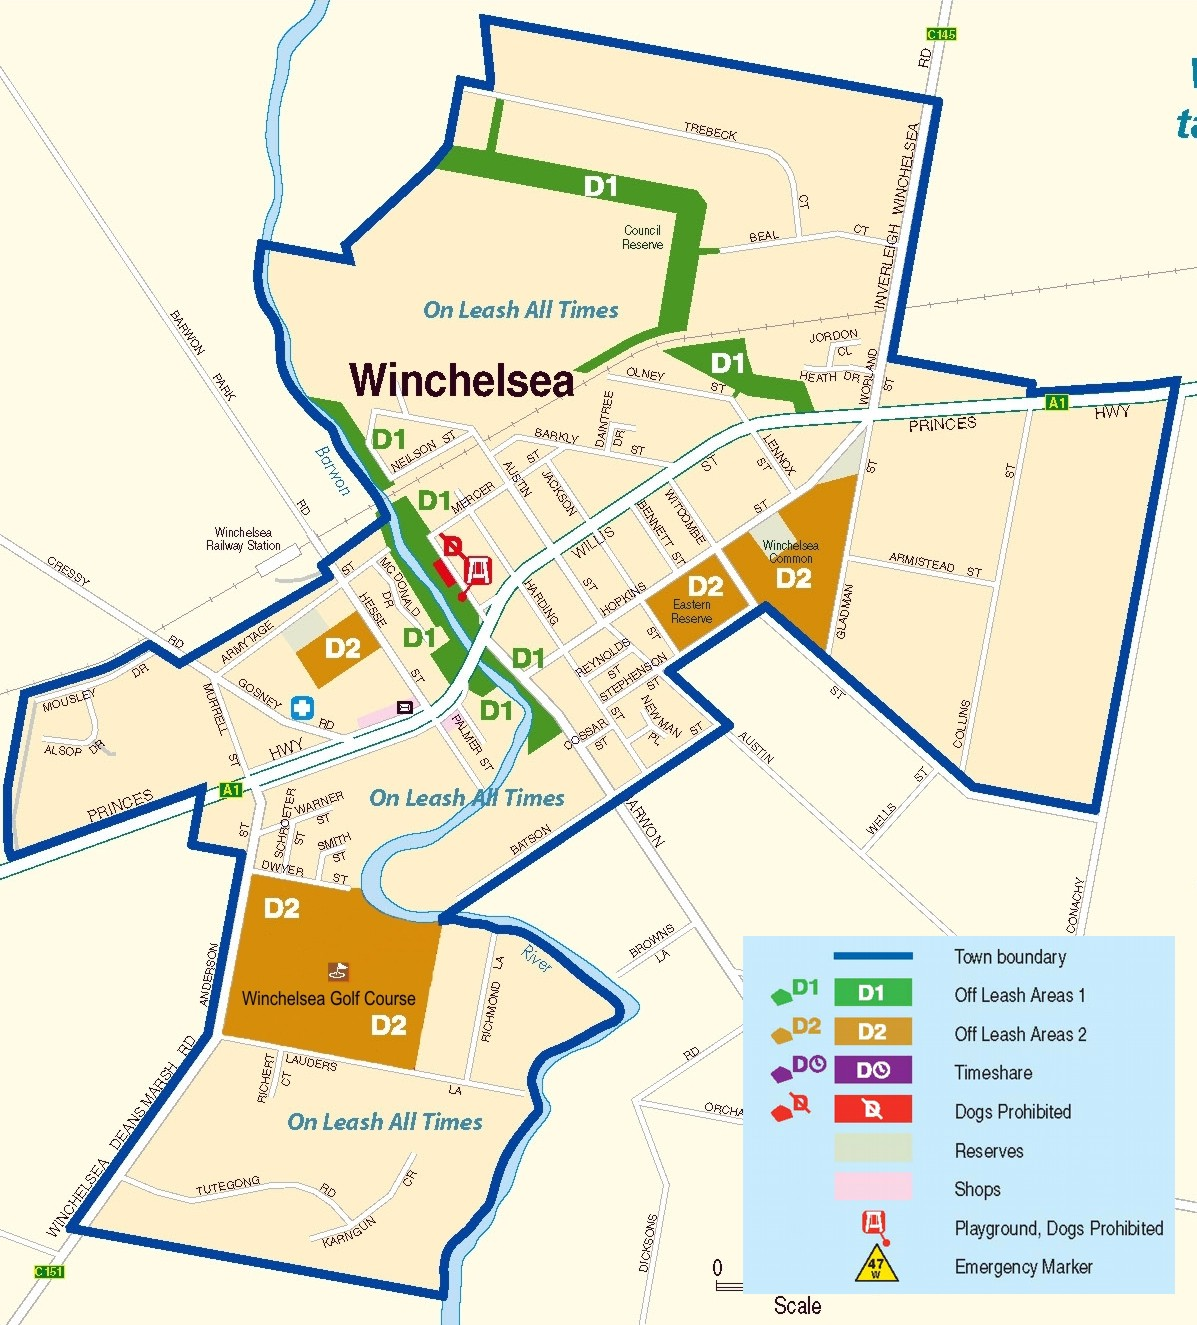 C145
RD
TREBECK
CT
D1
Council
Reserve
BEAL
CT
INVERLEIGH WINCHELSEA
On Leash All Times
JORDON
CL
HEATH DR
WORLAND
ST
D1
OLNEY
ST
Winchelsea
A1
PRINCES
HWY
BARWON
PARK
RD
Barwon
D1
NEILSON ST
BARKLY
ST
DAINTREE
DR
LENNOX
ST
ST
ST
ST
D1
MERCER
ST
AUSTIN
JACKSON
ST
WITCOMBE
BENNETT ST
ST
WILLIS
Winchelsea
Railway Station
D
Winchelsea
Common
D2
ARMISTEAD ST
CRESSY
RD
ST
MCDONALD
DR
HESSE
ST
HARDING
ST
HOPKINS
D2
Eastern
Reserve
GLADMAN
ST
ARMYTAGE
D2
D1
D1
REYNOLDS
ST
STEPHENSON
ST
ST
MOUSLEY
DR
ALSOP DR
MURRELL
ST
GOSNEY
RD
D1
PALMER ST
COSSAR
ST
NEWMAN
PL
ST
AUSTIN
COLLINS
HWY
A1
PRINCES
On Leash All Times
WELLS
ST
SCHROETER
ST
WARNER
ST
SMITH
ST
ST
DWYER
ST
BATSON
ARWON
CONACHY
D2
Winchelsea Golf Course
D2
ANDERSON
River
RICHMOND LA
BROWNS
LA
RICHERT
CT
LAUDERS
LA
RD
ORCHA
On Leash All Times
WINCHELSEA DEANS MARSH RD
TUTEGONG
RD
KARNGUN
CR
DICKSONS
C151
Town boundary
D1 D1 Off Leash Areas 1
D2 D2 Off Leash Areas 2
D D Timeshare
D D Dogs Prohibited
Reserves
Shops
Playground, Dogs Prohibited
47
W
Emergency Marker
0
Scale